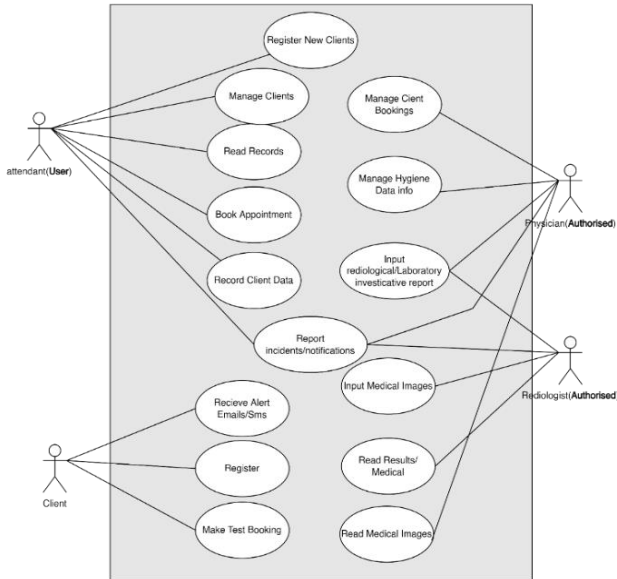 Register New Clients
Manage Clients
Manage Cient
Bookings
Read Records
attendant(User)
Manage Hygiene
Data info
Book Appointment
Physician(Authorised)
Input
rediological/Laboratory
investicative report
Record Client Data
Report
incidents/notifications
Input Medical Images
Rediologist(Authorised)
Recieve Alert
Emails/Sms
Register
Read Results/
Medical
Client
Make Test Booking
Read Medical Images